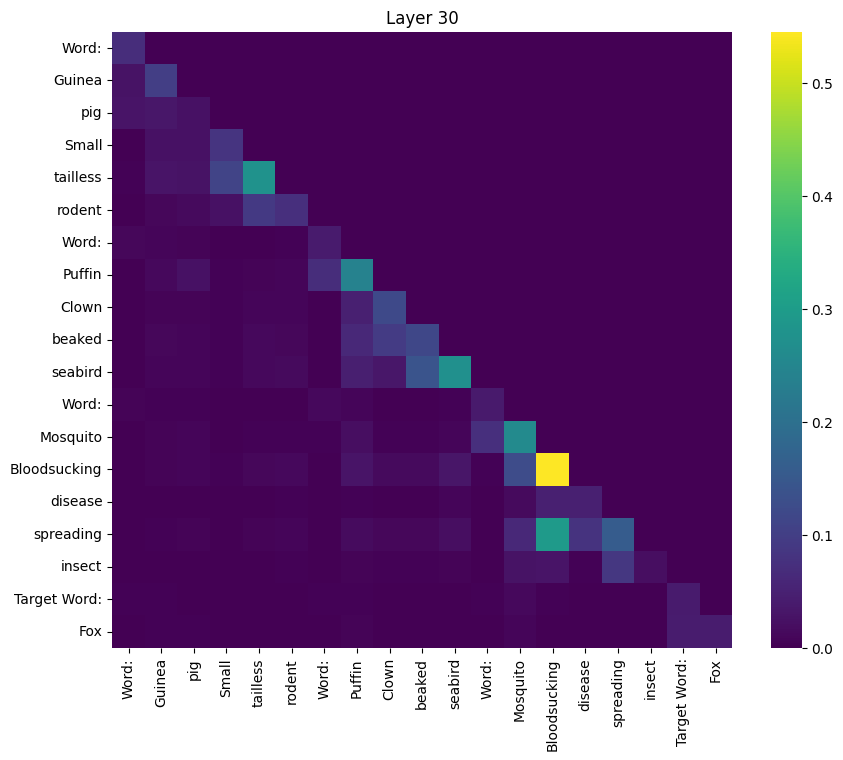 Layer 30
Word:
Guinea
pig
Small
tailless
rodent
Word:
Puffin
Clown
beaked
seabird
Word:
Mosquito
Bloodsucking
disease
spreading
insect
Target Word:
Fox
Word:
Guinea
pig
Small
tailless
rodent
Word:
Puffin
Clown
beaked
seabird
Word:
Mosquito
Bloodsucking
disease
spreading
insect
Target Word:
Fox
0.5
0.4
0.3
0.2
0.1
0.0